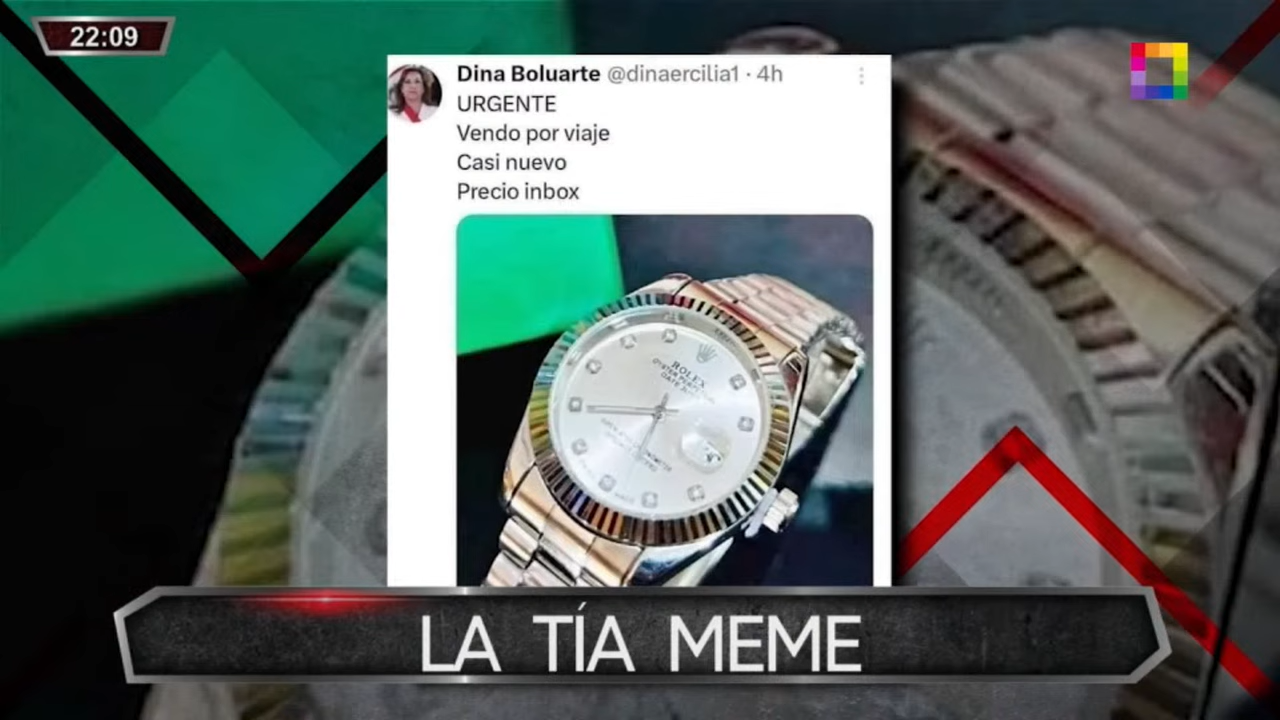 22:09
Dina Boluarte @dinaercilia1 · 4h
URGENTE
Vendo por viaje
Casi nuevo
Precio inbox
ROLEX
LA TÍA MEME